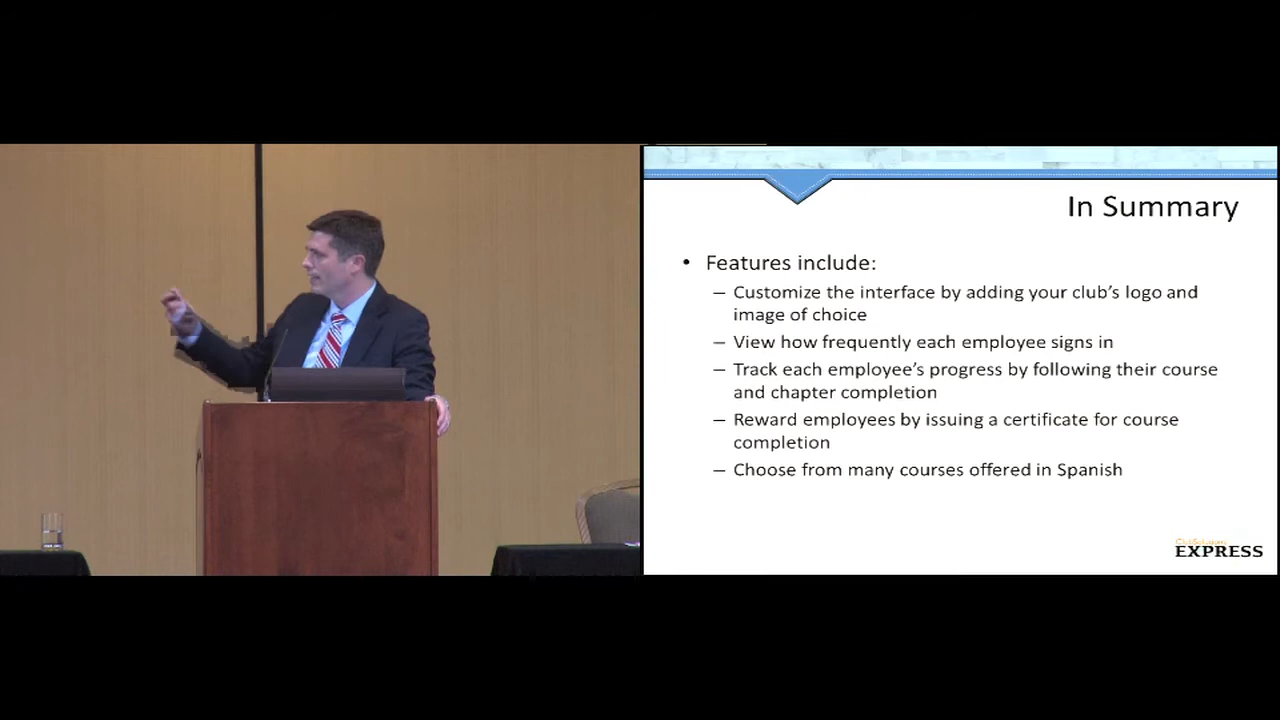 In Summary
• Features include:
– Customize the interface by adding your club's logo and
image of choice
– View how frequently each employee signs in
– Track each employee's progress by following their course
and chapter completion
– Reward employees by issuing a certificate for course
completion
– Choose from many courses offered in Spanish
ClubSolutions
EXPRESS